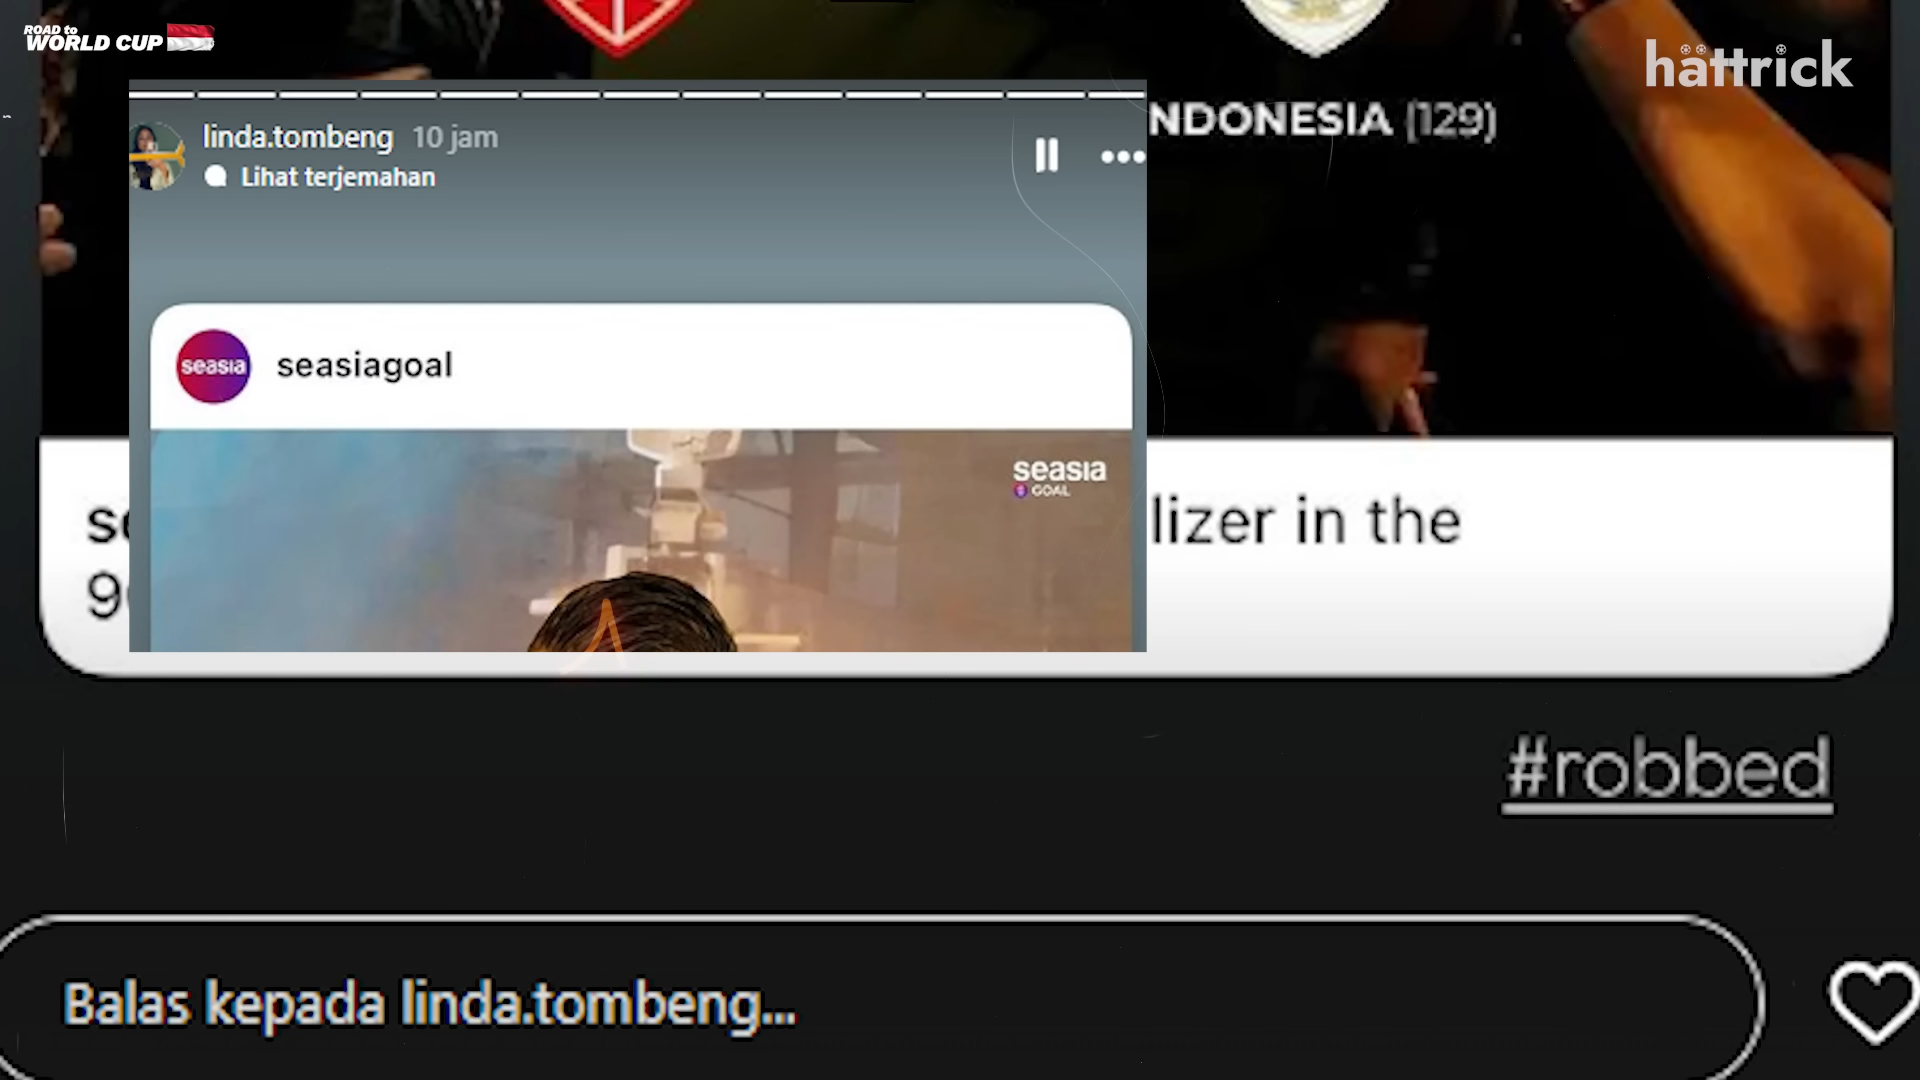 ROAD to
WORLD CUP
hattrick
linda.tombeng 10 jam
Lihat terjemahan
NDONESIA (129)
seasia
seasiagoal
seasia
GOAL
lizer in the
#robbed
Balas kepada linda.tombeng...